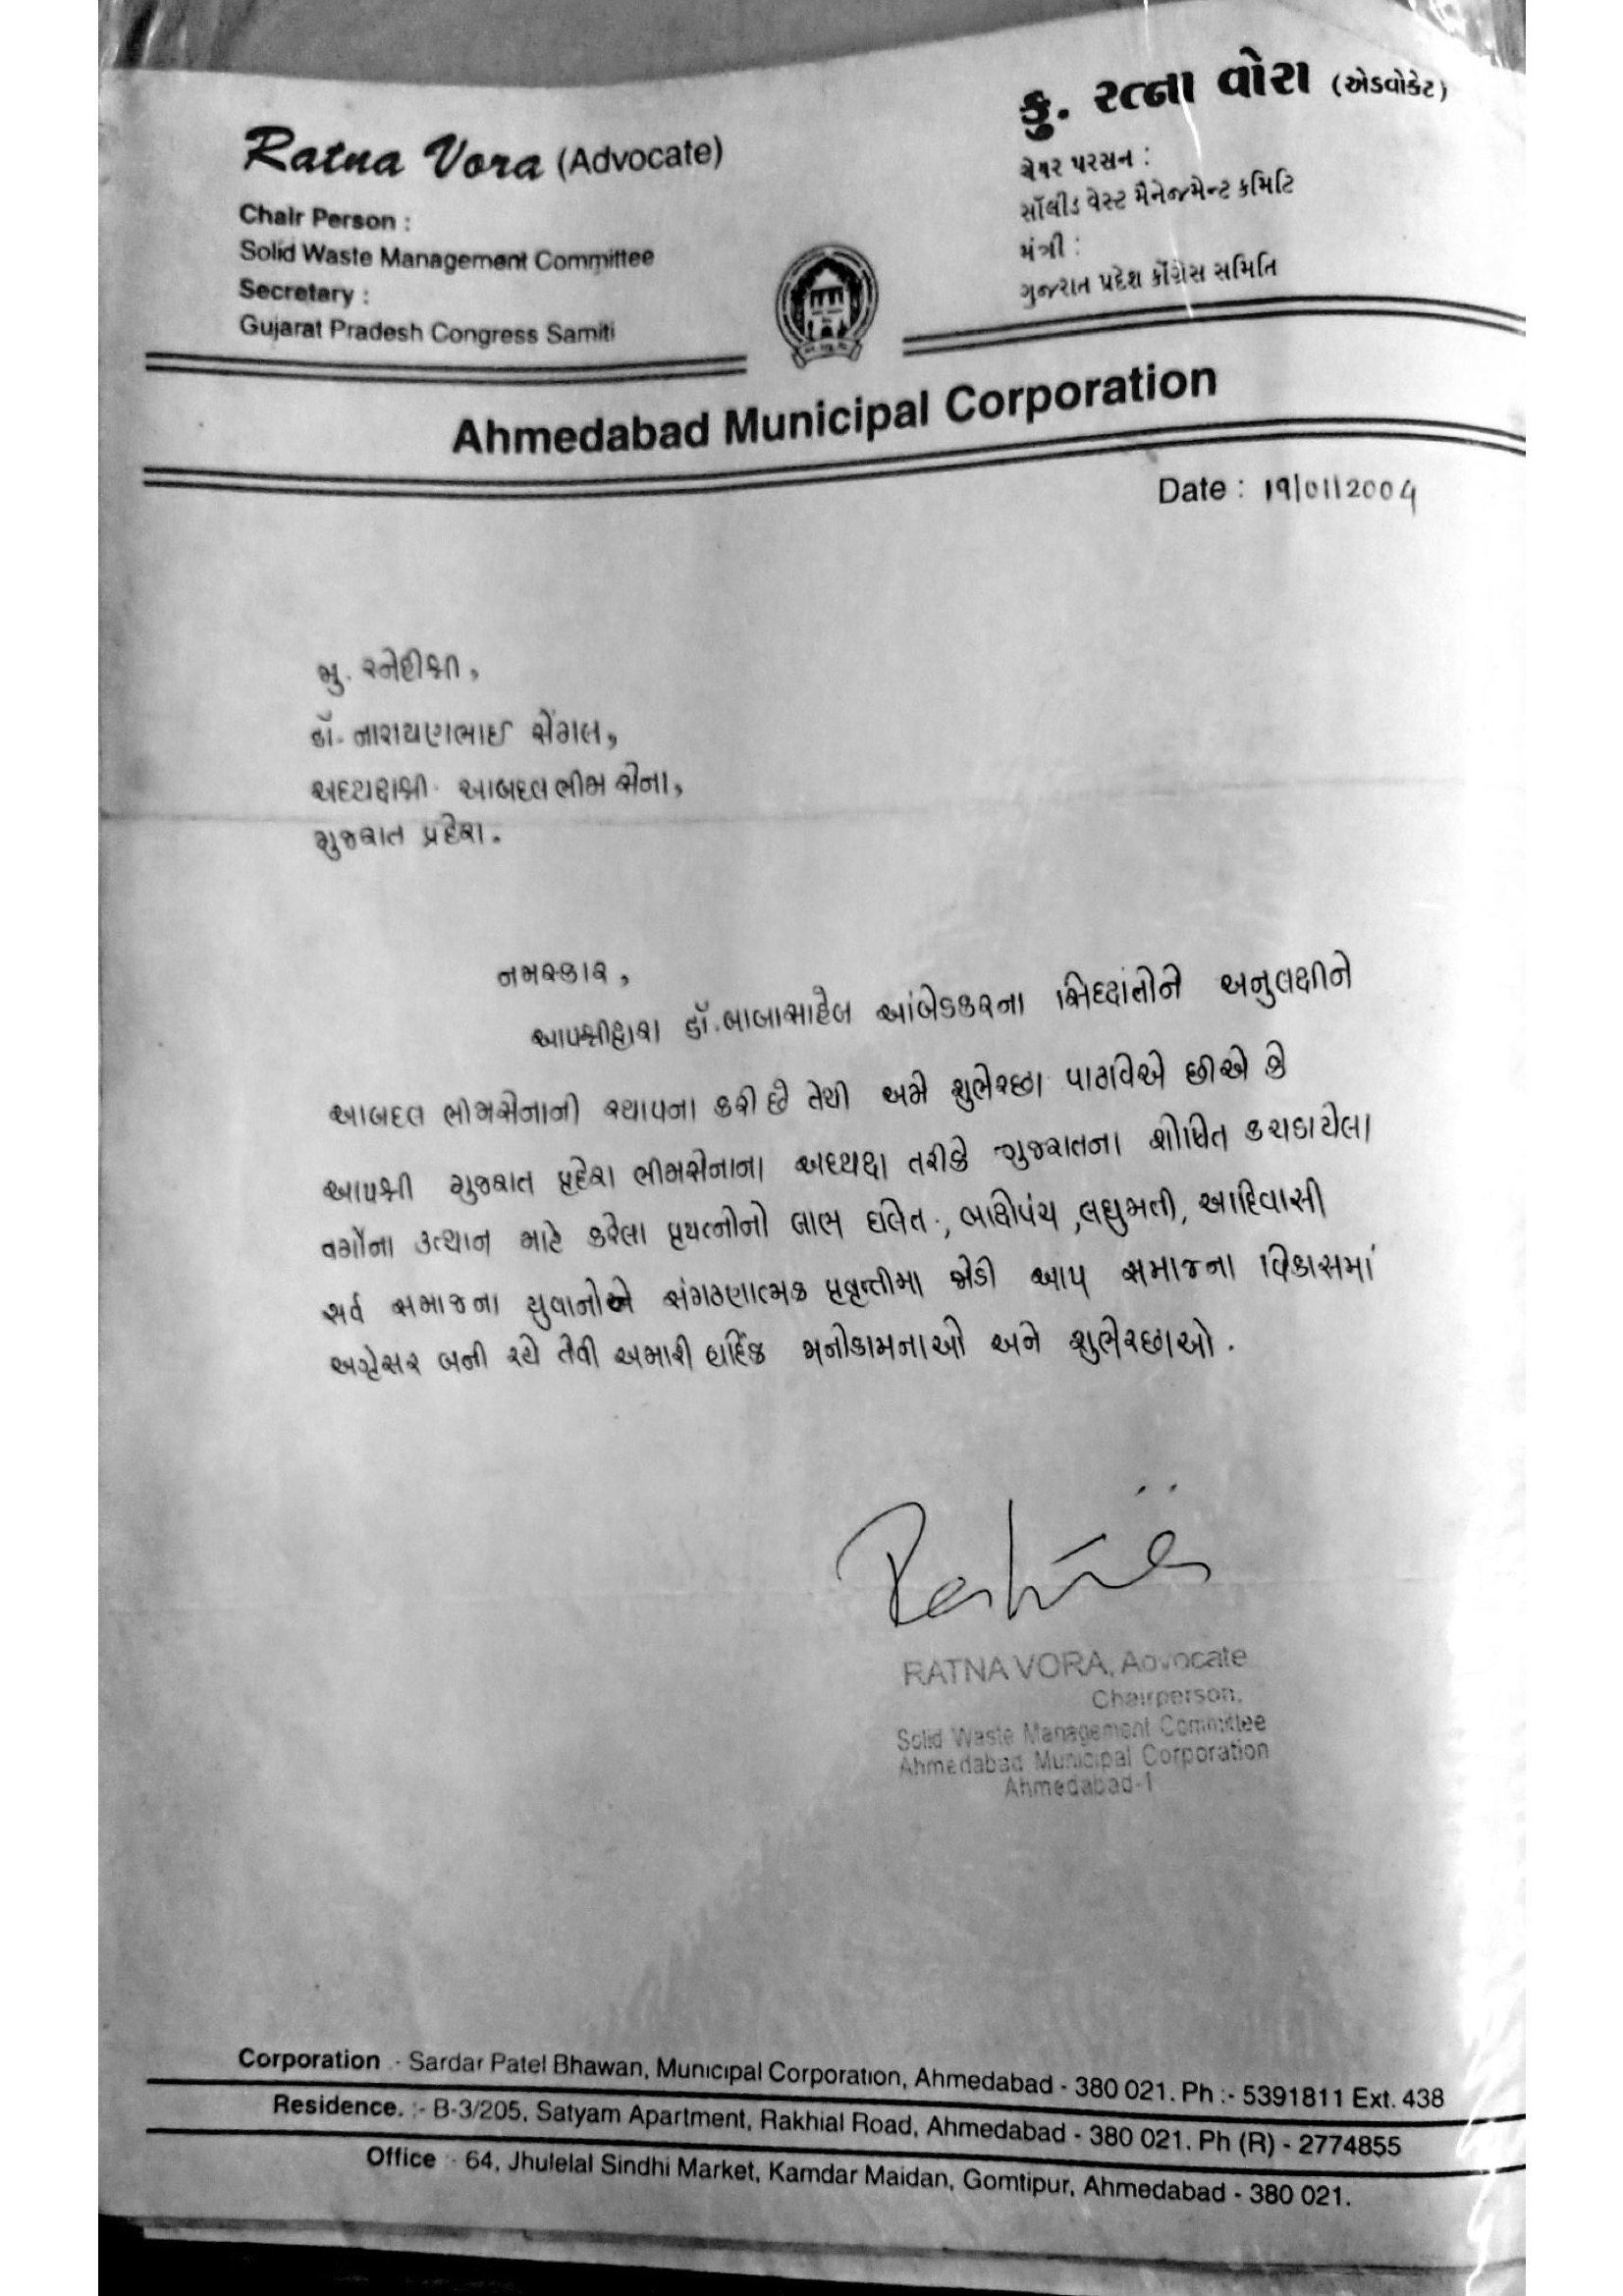 Ratna Vora (Advocate)
Chair Person :
Solid Waste Management Committee
Secretary :
Gujarat Pradesh Congress Samiti
કુ. રત્ના વોરા (એડવોકેટ)
ચેર પરસન :
સૉલીડ વેસ્ટ મૅનેજમેન્ટ કમિટિ
મંત્રી :
ગુજરાત પ્રદેશ કૉંગ્રેસ સમિતિ
Ahmedabad Municipal Corporation
Date : 19/01/2004
મુ. સ્નેહીશ્રી,
ડૉ. નારાયણભાઈ સેંગલ,
અધ્યક્ષશ્રી આબદલ ભીમ સેના,
ગુજરાત પ્રદેશ.
નમસ્કાર,
આપશ્રીદ્વારા ડૉ. બાબાસાહેબ આંબેડકરના સિધ્ધાંતોને અનુલક્ષીને
આબદલ ભીમસેનાની સ્થાપના કરી છે તેથી અમે શુભેચ્છા પાઠવીએ છીએ કે
આપશ્રી ગુજરાત પ્રદેશ ભીમસેનાના અધ્યક્ષ તરીકે ગુજરાતના શોષિત કચડાયેલા
વર્ગોના ઉત્થાન માટે કરેલા પ્રયત્નોનો લાભ દલિત, બાક્ષીપંચ, લઘુમતી, આદિવાસી
સર્વ સમાજના યુવાનોએ સંગઠણાત્મક પ્રવૃત્તીમા જોડી આપ સમાજના વિકાસમાં
અગ્રેસર બની રહો તેવી અમારી હાર્દિક મનોકામનાઓ અને શુભેચ્છાઓ.
RATNA VORA, Advocate
Chairperson,
Solid Waste Management Committee
Ahmedabad Municipal Corporation
Ahmedabad-1
Corporation :- Sardar Patel Bhawan, Municipal Corporation, Ahmedabad - 380 021. Ph :- 5391811 Ext. 438
Residence. :- B-3/205, Satyam Apartment, Rakhial Road, Ahmedabad - 380 021. Ph (R) - 2774855
Office :- 64, Jhulelal Sindhi Market, Kamdar Maidan, Gomtipur, Ahmedabad - 380 021.